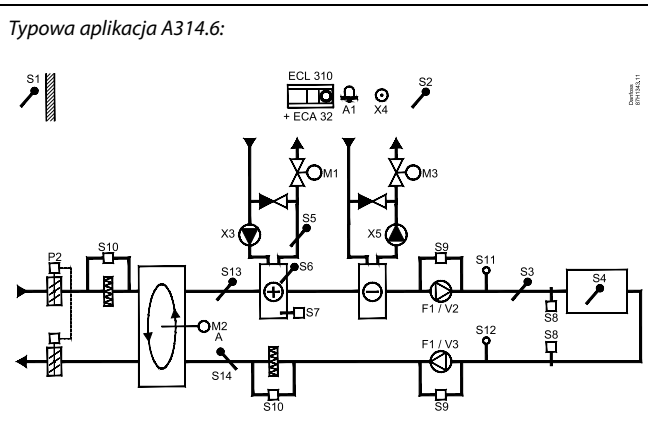 Typowa aplikacja A314.6:
S1
ECL 310
+ ECA 32
A1
X4
S2
Danfoss
87H1343.11
M1
M3
X3
S5
X5
P2
S10
S13
S6
S7
S9
S11
S3
S4
F1 / V2
S8
M2
A
S14
S10
F1 / V3
S12
S8
S9